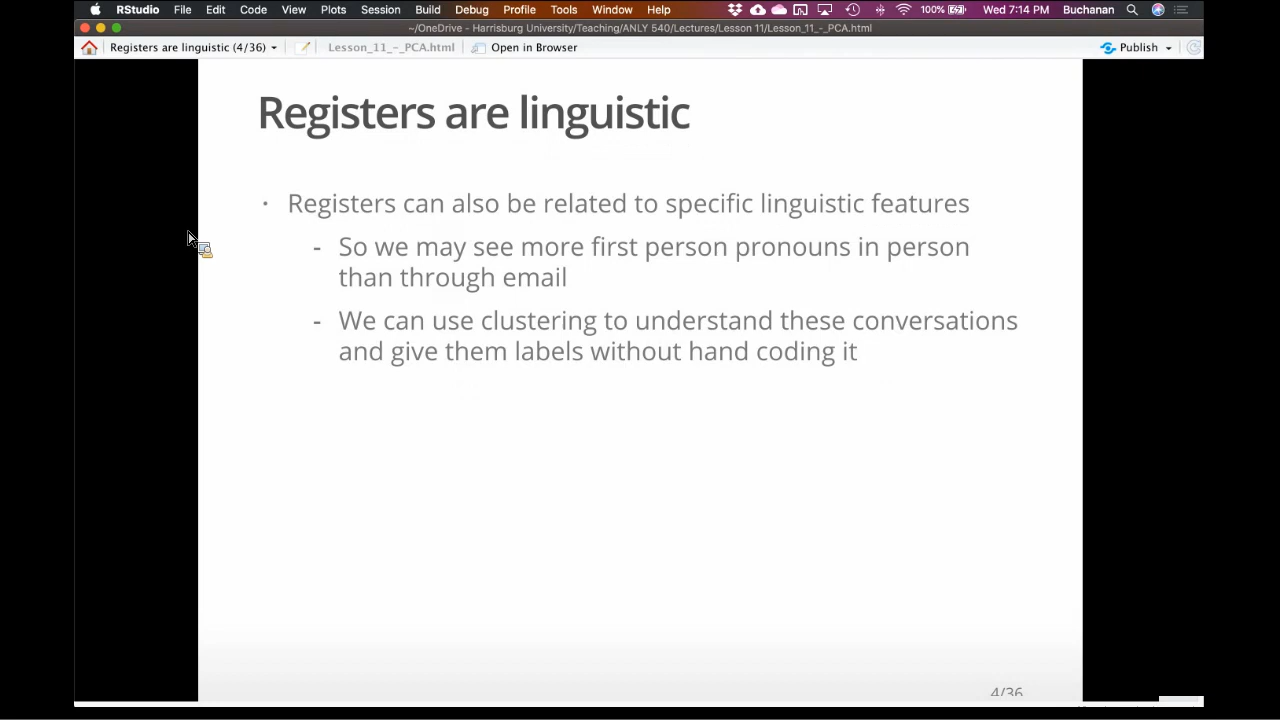 RStudio File Edit Code View Plots Session Build Debug Profile Tools Window Help 100% Wed 7:14 PM Buchanan
~/OneDrive - Harrisburg University/Teaching/ANLY 540/Lectures/Lesson 11/Lesson_11_-_PCA.html
Registers are linguistic (4/36) Lesson_11_-_PCA.html Open in Browser Publish
Registers are linguistic
· Registers can also be related to specific linguistic features
- So we may see more first person pronouns in person
than through email
- We can use clustering to understand these conversations
and give them labels without hand coding it
4/36